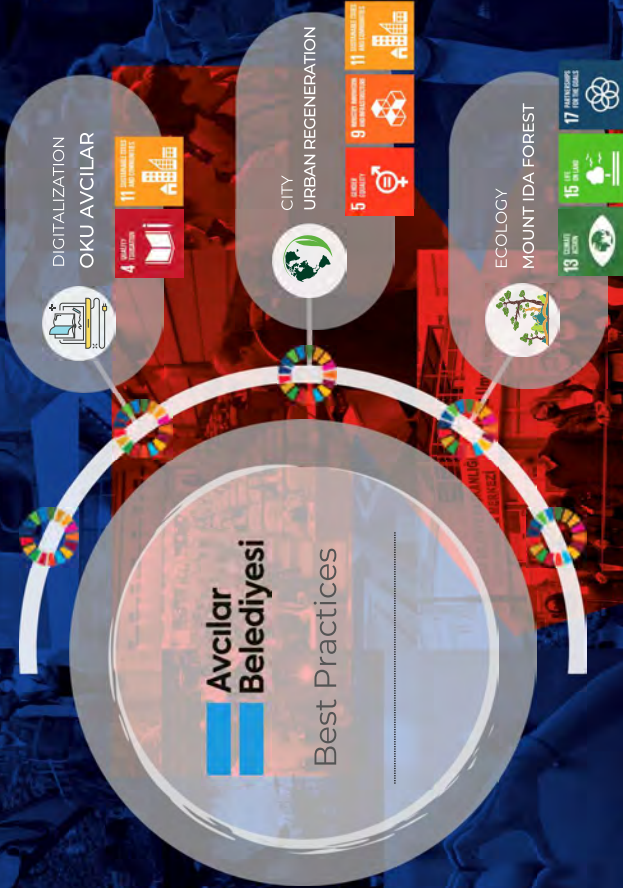 Avcılar
Belediyesi
Best Practices
DIGITALIZATION
OKU AVCILAR
4 QUALITY
EDUCATION
11 SUSTAINABLE CITIES
AND COMMUNITIES
CITY
URBAN REGENERATION
5 GENDER
EQUALITY
9 INDUSTRY, INNOVATION
AND INFRASTRUCTURE
11 SUSTAINABLE CITIES
AND COMMUNITIES
ECOLOGY
MOUNT IDA FOREST
13 CLIMATE
ACTION
15 LIFE
ON LAND
17 PARTNERSHIPS
FOR THE GOALS